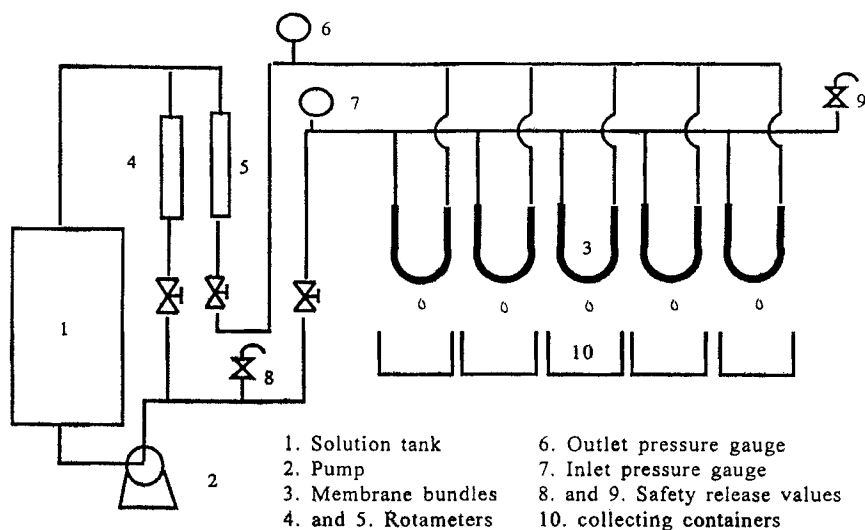 6
7
9
4
5
3
1
10
8
2
1. Solution tank
2. Pump
3. Membrane bundles
4. and 5. Rotameters
6. Outlet pressure gauge
7. Inlet pressure gauge
8. and 9. Safety release values
10. collecting containers